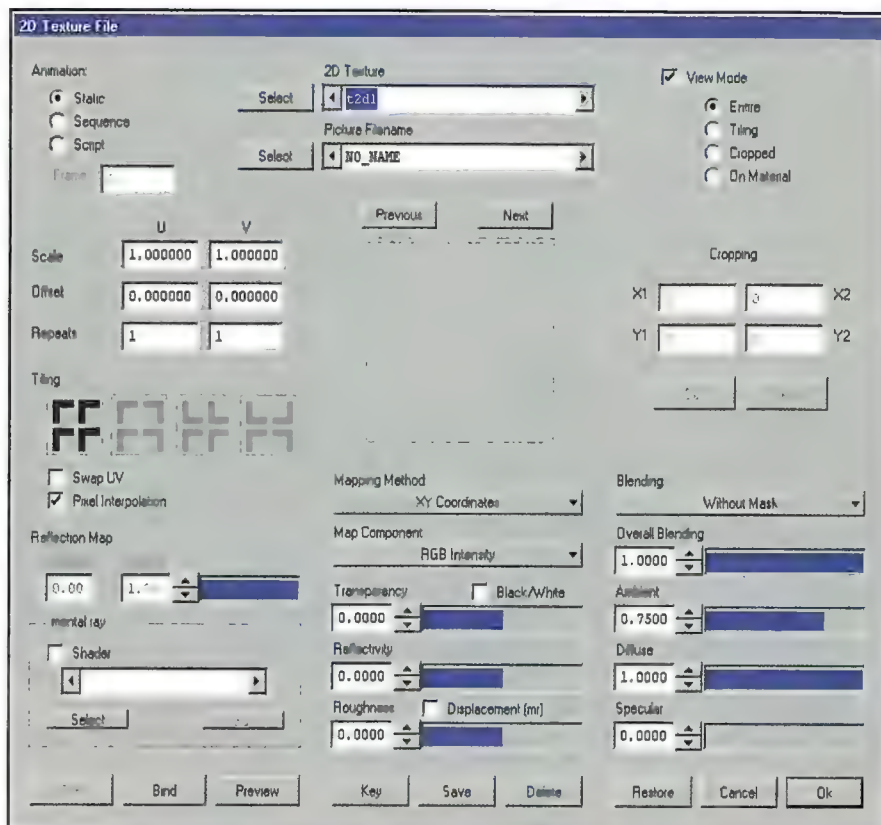 2D Texture File
Animation:
Static
Sequence
Script
Frame
2D Texture
Select
t2d1
Picture Filename
Select
NO_NAME
Previous
Next
View Mode
Entire
Tiling
Cropped
On Material
U V
Scale 1.000000 1.000000
Offset 0.000000 0.000000
Repeats 1 1
Cropping
X1 X2
Y1 Y2
Tiling
Swap UV
Pixel Interpolation
Reflection Map
0.00
mental ray
Shader
Select
Mapping Method
XY Coordinates
Map Component
RGB Intensity
Transparency Black/White
0.0000
Reflectivity
0.0000
Roughness Displacement (mr)
0.0000
Blending
Without Mask
Overall Blending
1.0000
Ambient
0.7500
Diffuse
1.0000
Specular
0.0000
Bind Preview Key Save Delete Restore Cancel Ok